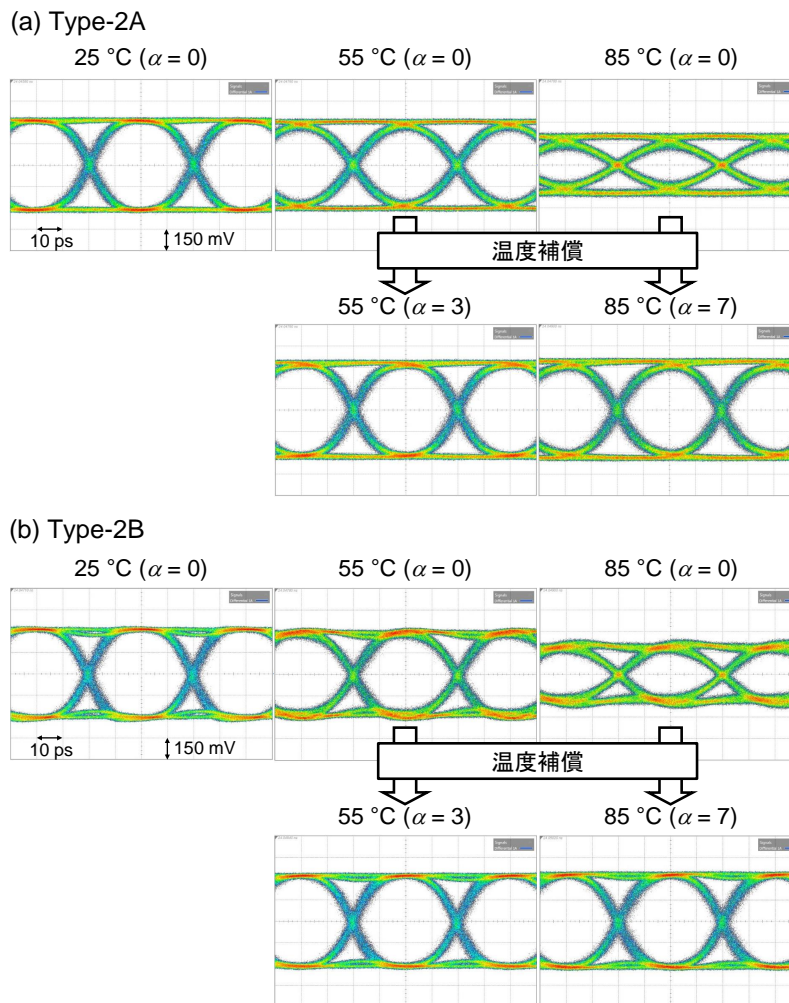 (a) Type-2A
25 °C (α = 0)
55 °C (α = 0)
85 °C (α = 0)
10 ps
150 mV
温度補償
55 °C (α = 3)
85 °C (α = 7)
(b) Type-2B
25 °C (α = 0)
55 °C (α = 0)
85 °C (α = 0)
10 ps
150 mV
温度補償
55 °C (α = 3)
85 °C (α = 7)